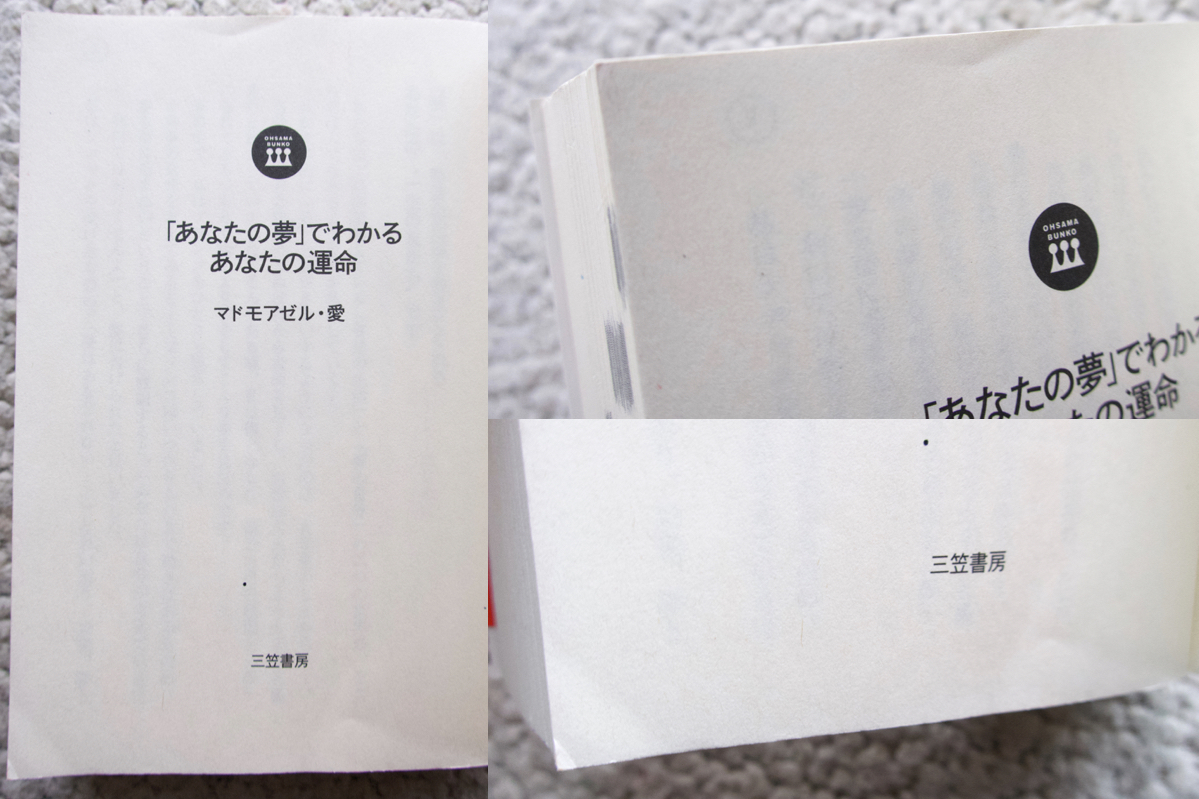 OHSAMA
BUNKO
「あなたの夢」でわかる
あなたの運命
マドモアゼル・愛
三笠書房
OHSAMA
BUNKO
「あなたの夢」でわか
たの運命
三笠書房